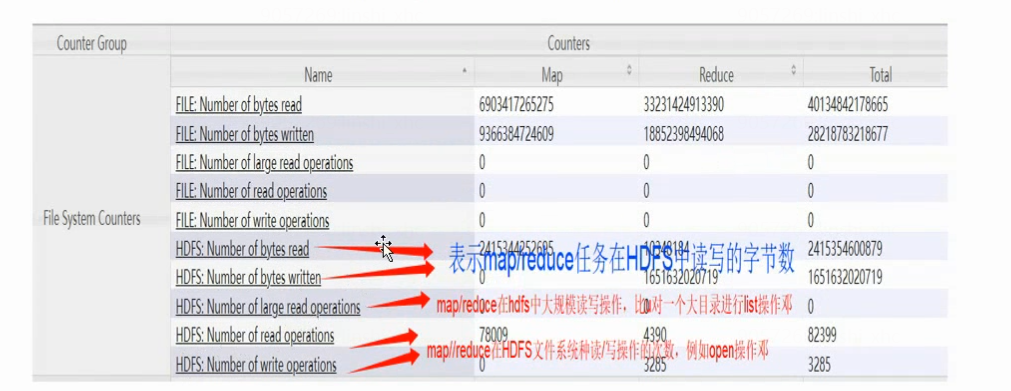 Counter Group Counters
Name Map Reduce Total
FILE: Number of bytes read 6903417265275 33231424913390 40134842178665
FILE: Number of bytes written 9366384724609 18852398494068 28218783218677
FILE: Number of large read operations 0 0 0
FILE: Number of read operations 0 0 0
File System Counters
FILE: Number of write operations 0 0 0
HDFS: Number of bytes read 2415344252695 10348184 2415354600879
表示map/reduce任务在HDFS中读写的字节数
HDFS: Number of bytes written 0 1651632020719 1651632020719
HDFS: Number of large read operations 0 0 0
map/reduce在hdfs中大规模读写操作，比如对一个大目录进行list操作邓
HDFS: Number of read operations 78009 4390 82399
map//reduce在HDFS文件系统种读/写操作的次数，例如open操作邓
HDFS: Number of write operations 0 3285 3285